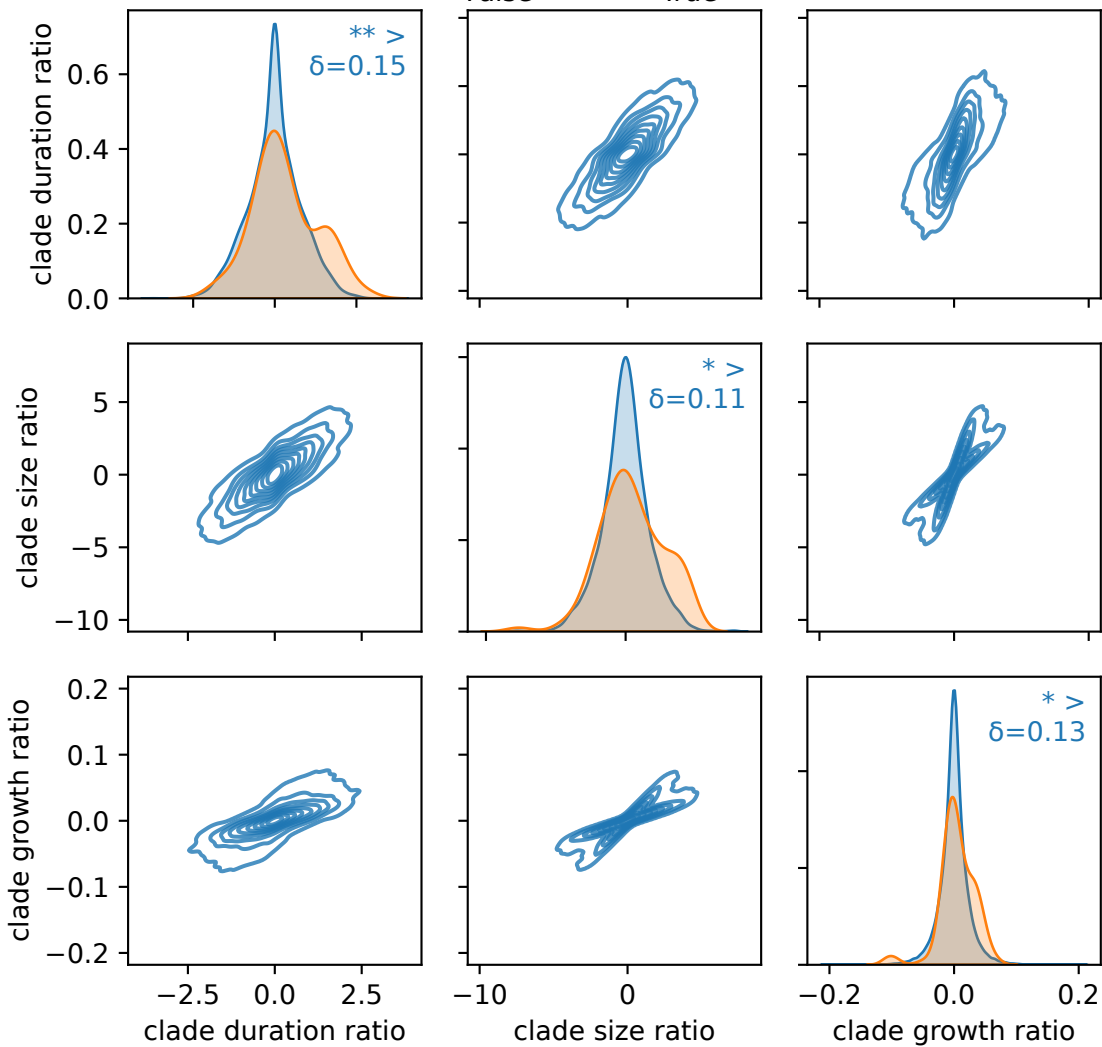 True
** >
δ=0.15
clade duration ratio
0.6
0.4
0.2
0.0
* >
δ=0.11
clade size ratio
5
0
−5
−10
* >
δ=0.13
clade growth ratio
0.2
0.1
0.0
−0.1
−0.2
−2.5 0.0 2.5
−10 0
−0.2 0.0 0.2
clade duration ratio
clade size ratio
clade growth ratio